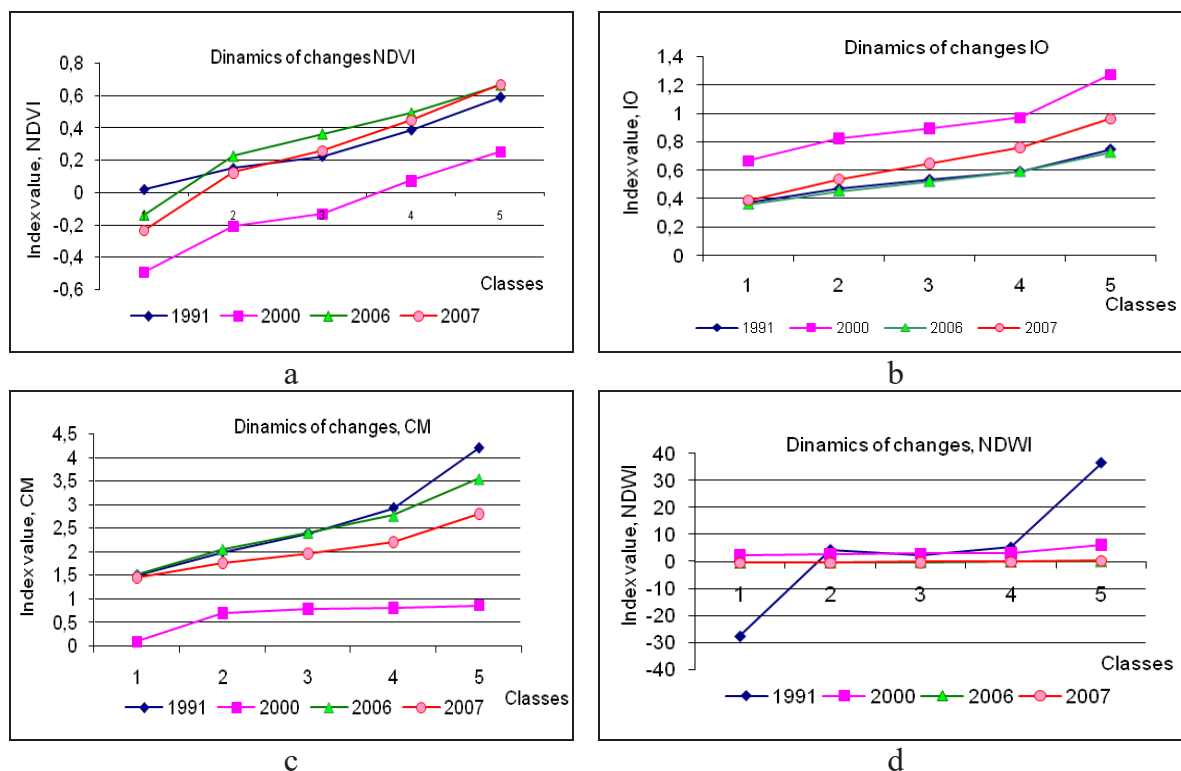 Dinamics of changes NDVI
Index value, NDVI
0,8
0,6
0,4
0,2
0
-0,2
-0,4
-0,6
2
3
4
5
Classes
1991 2000 2006 2007
a
Dinamics of changes IO
Index value, IO
1,4
1,2
1
0,8
0,6
0,4
0,2
0
1 2 3 4 5
Classes
1991 2000 2006 2007
b
Dinamics of changes, CM
Index value, CM
4,5
4
3,5
3
2,5
2
1,5
1
0,5
0
1 2 3 4 5
Classes
1991 2000 2006 2007
c
Dinamics of changes, NDWI
Index value, NDWI
40
30
20
10
0
-10
-20
-30
-40
1 2 3 4 5
Classes
1991 2000 2006 2007
d